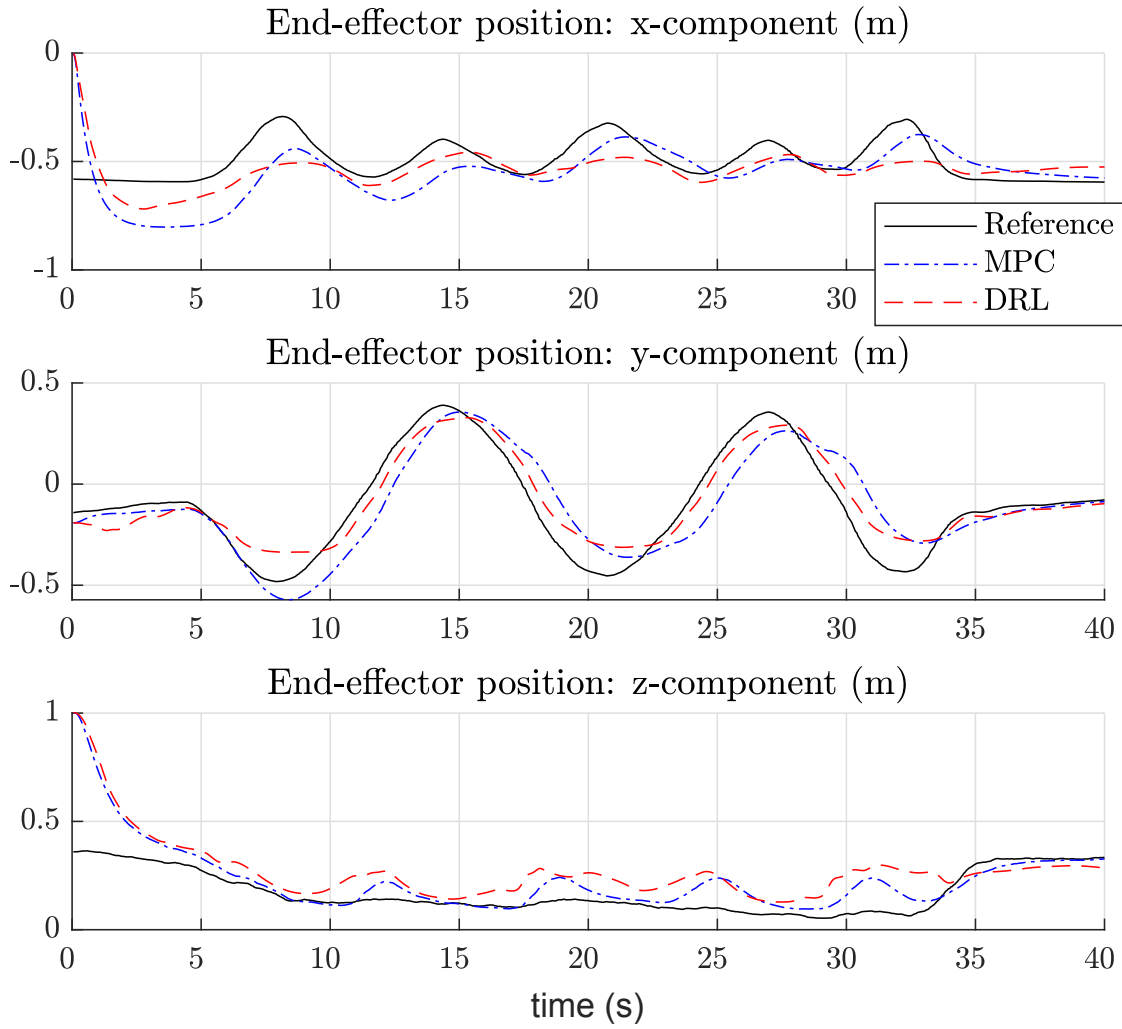 End-effector position: x-component (m)
0
-0.5
-1
0 5 10 15 20 25 30
Reference
MPC
DRL
End-effector position: y-component (m)
0.5
0
-0.5
0 5 10 15 20 25 30 35 40
End-effector position: z-component (m)
1
0.5
0
0 5 10 15 20 25 30 35 40
time (s)